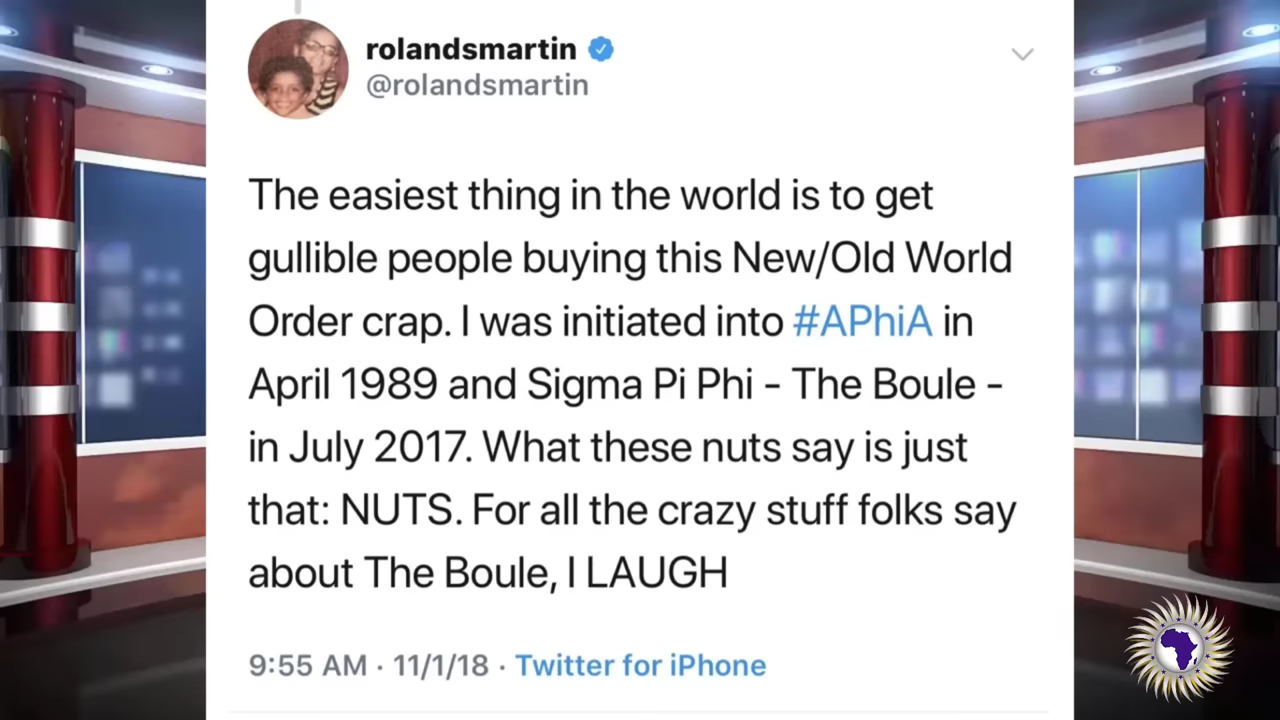 rolandsmartin
@rolandsmartin
The easiest thing in the world is to get
gullible people buying this New/Old World
Order crap. I was initiated into #APhiA in
April 1989 and Sigma Pi Phi - The Boule -
in July 2017. What these nuts say is just
that: NUTS. For all the crazy stuff folks say
about The Boule, I LAUGH
9:55 AM · 11/1/18 · Twitter for iPhone